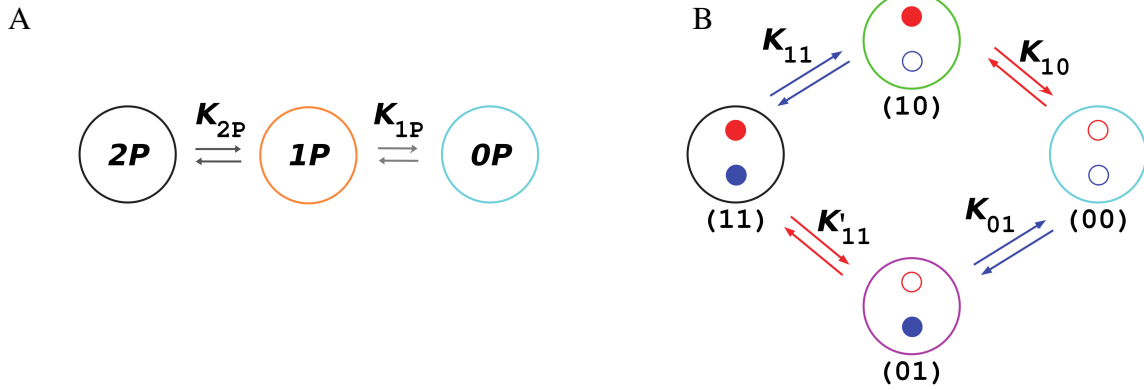 A
K2P
K1P
2P
1P
0P
B
K11
K10
(10)
(11)
(00)
K'11
K01
(01)